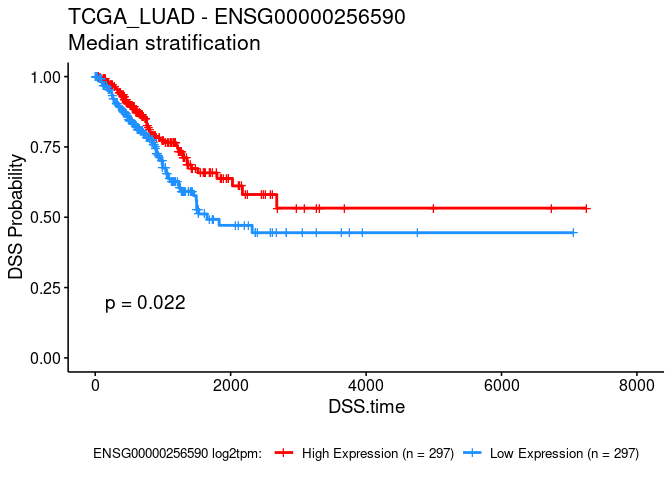 TCGA_LUAD - ENSG00000256590
Median stratification
1.00
0.75
0.50
0.25
0.00
DSS Probability
p = 0.022
0 2000 4000 6000 8000
DSS.time
ENSG00000256590 log2tpm: High Expression (n = 297) Low Expression (n = 297)